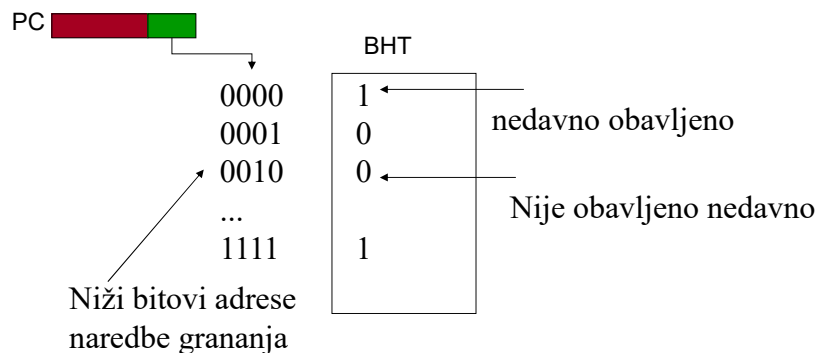 PC
BHT
0000 1
0001 0
0010 0
...
1111 1
nedavno obavljeno
Nije obavljeno nedavno
Niži bitovi adrese
naredbe grananja